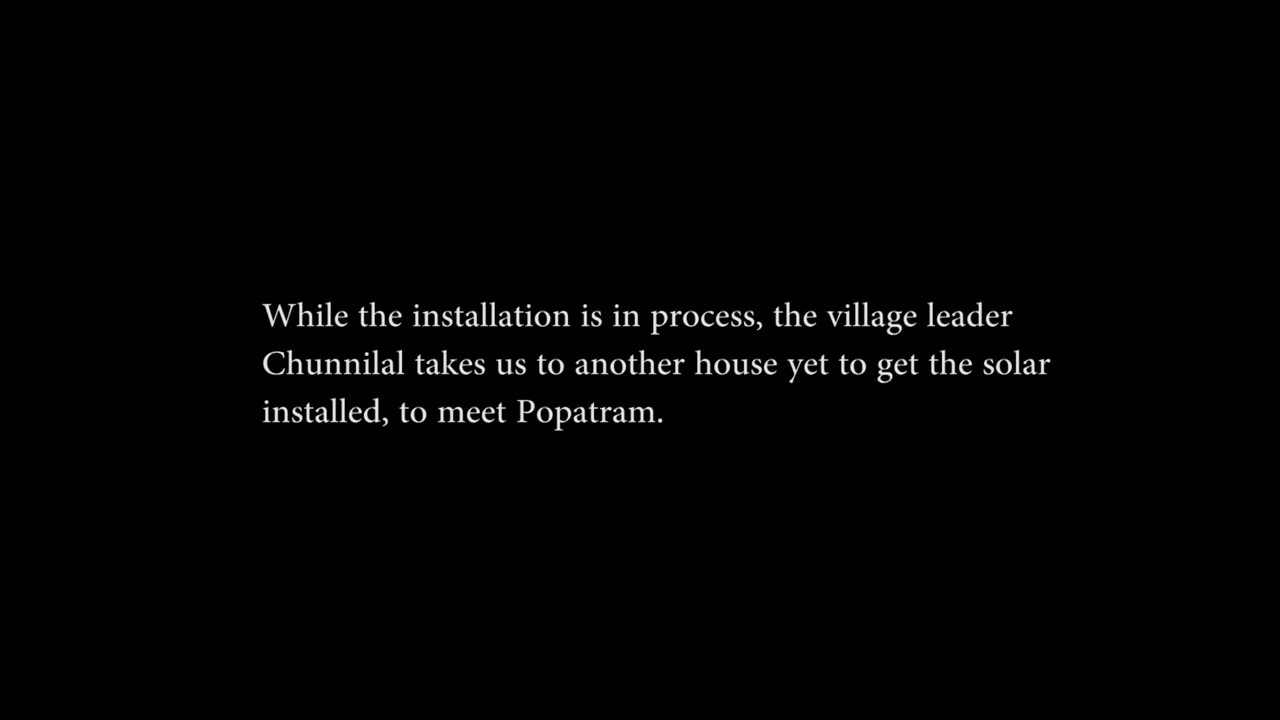 While the installation is in process, the village leader
Chunnilal takes us to another house yet to get the solar
installed, to meet Popatram.